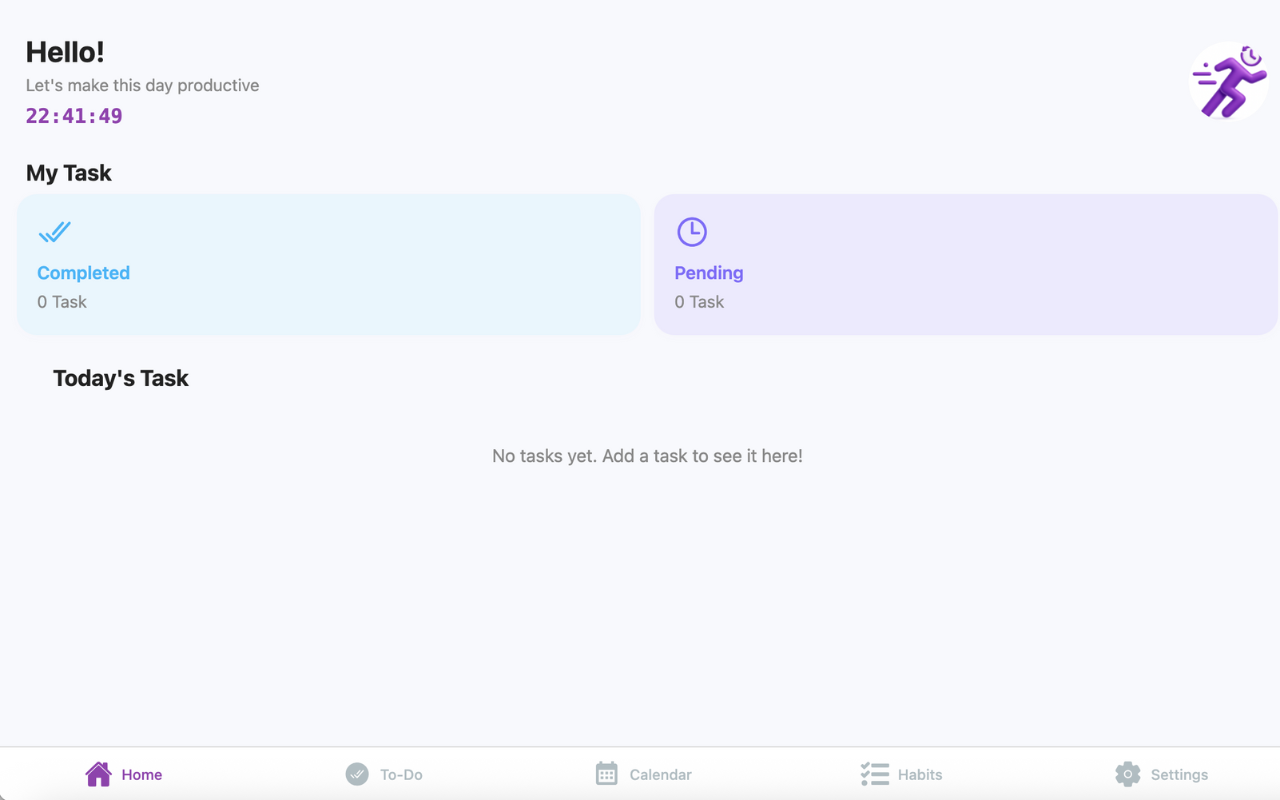 Hello!
Let's make this day productive
22:41:49
My Task
Completed
0 Task
Pending
0 Task
Today's Task
No tasks yet. Add a task to see it here!
Home
To-Do
Calendar
Habits
Settings